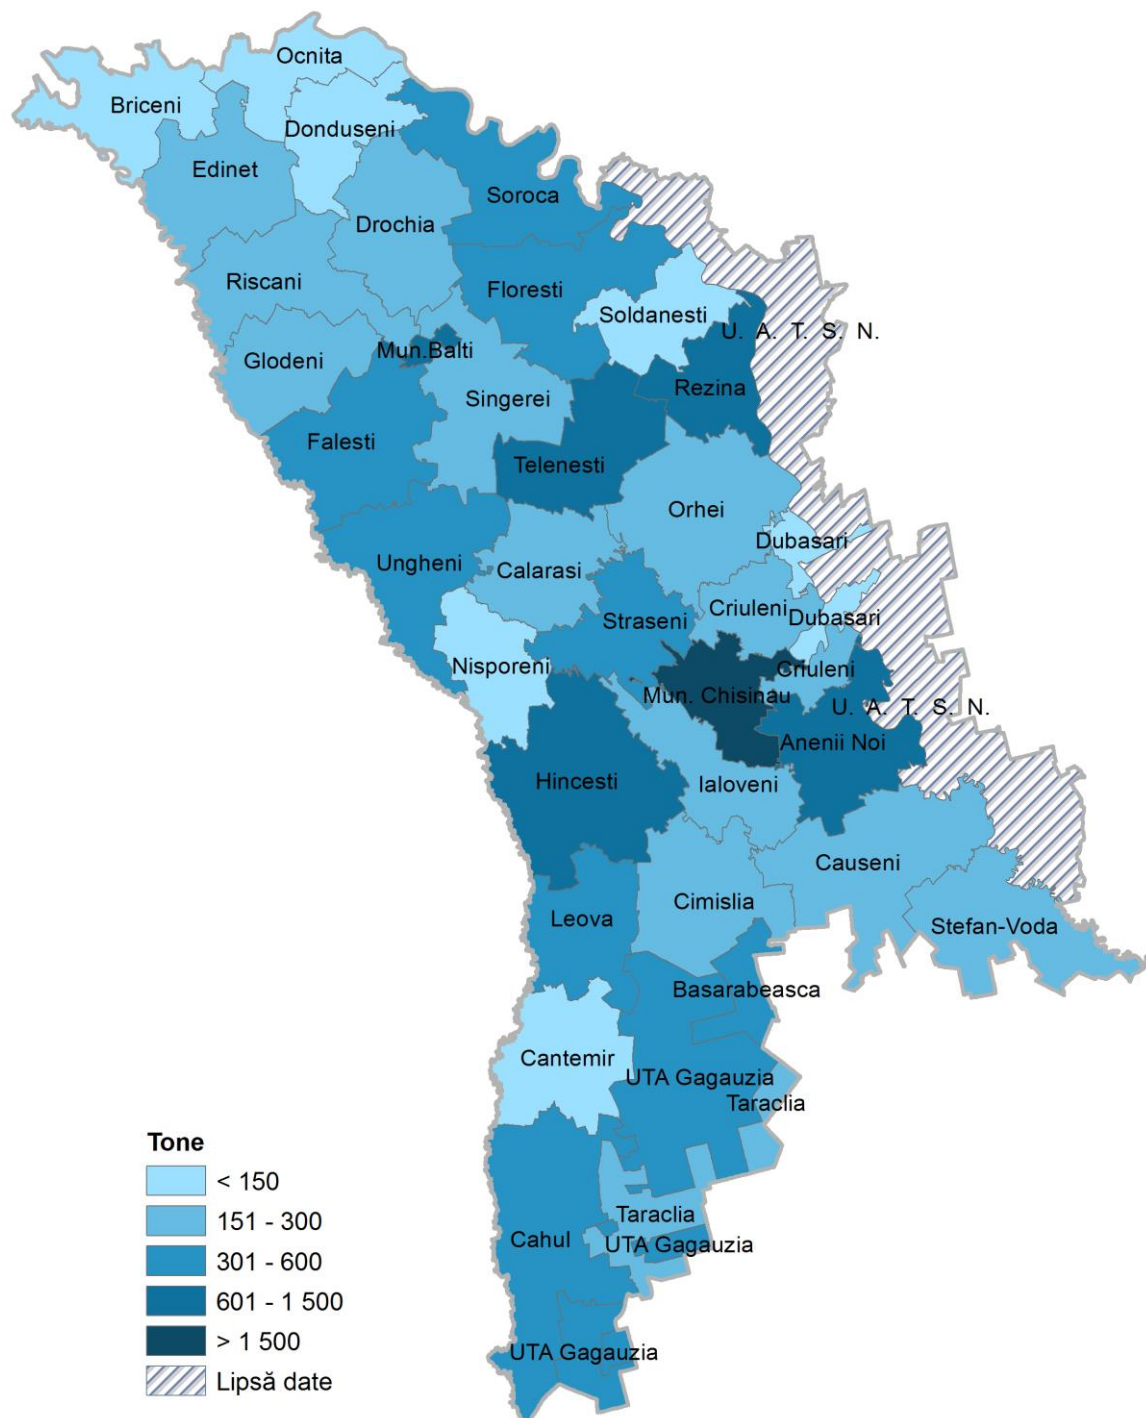 Ocnita
Briceni
Donduseni
Edinet
Soroca
Drochia
Riscani
Floresti
Soldanesti
U. A. T. S. N.
Mun.Balti
Glodeni
Rezina
Singerei
Falesti
Telenesti
Orhei
Dubasari
Ungheni
Calarasi
Criuleni
Dubasari
Straseni
Nisporeni
Criuleni
Mun. Chisinau
U. A. T. S. N.
Anenii Noi
Hincesti
Ialoveni
Causeni
Cimislia
Leova
Stefan-Voda
Basarabeasca
Cantemir
UTA Gagauzia
Taraclia
Taraclia
Cahul
UTA Gagauzia
UTA Gagauzia
Tone
< 150
151 - 300
301 - 600
601 - 1 500
> 1 500
Lipsă date